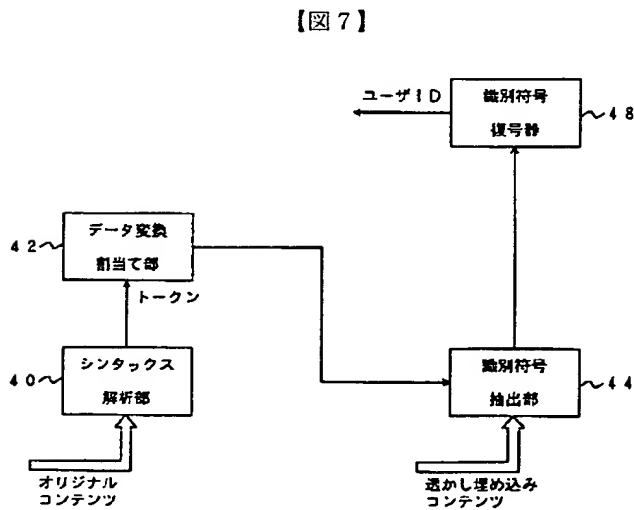 【図7】
ユーザID
識別符号
復号器
48
42
データ変換
割当て部
トークン
40
シンタックス
解析部
識別符号
抽出部
44
オリジナル
コンテンツ
透かし埋め込み
コンテンツ